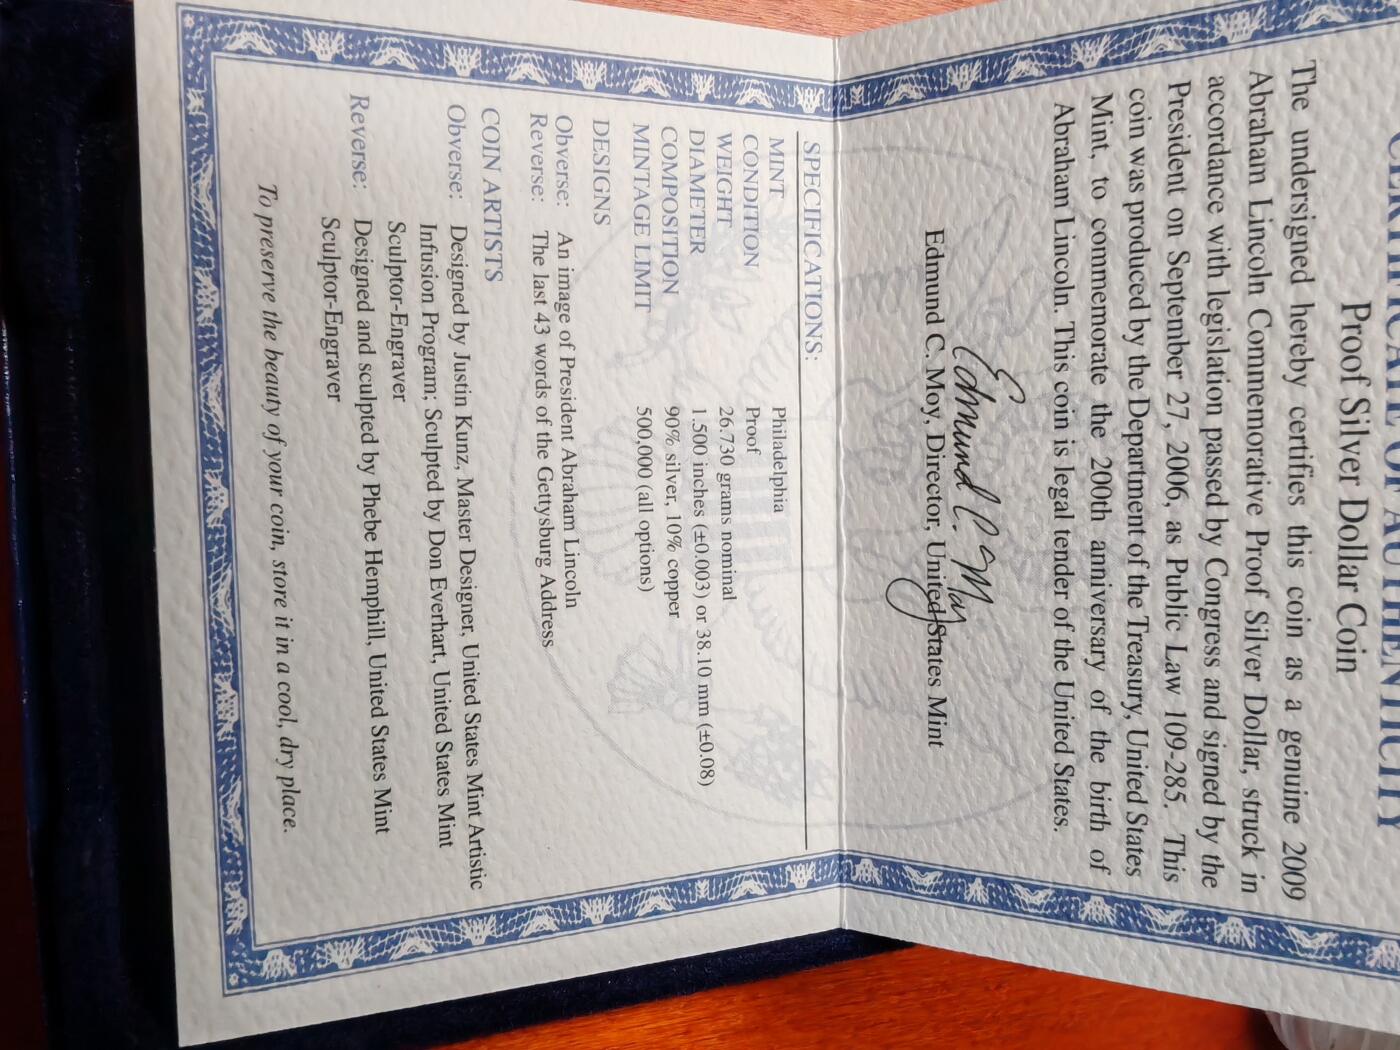 CERTIFICATE OF AUTHENTICITY
Proof Silver Dollar Coin
The undersigned hereby certifies this coin as a genuine 2009
Abraham Lincoln Commemorative Proof Silver Dollar, struck in
accordance with legislation passed by Congress and signed by the
President on September 27, 2006, as Public Law 109-285. This
coin was produced by the Department of the Treasury, United States
Mint, to commemorate the 200th anniversary of the birth of
Abraham Lincoln. This coin is legal tender of the United States.
Edmund C. Moy
Edmund C. Moy, Director, United States Mint
SPECIFICATIONS:
MINT Philadelphia
CONDITION Proof
WEIGHT 26.730 grams nominal
DIAMETER 1.500 inches (±0.003) or 38.10 mm (±0.08)
COMPOSITION 90% silver, 10% copper
MINTAGE LIMIT 500,000 (all options)
DESIGNS
Obverse: An image of President Abraham Lincoln
Reverse: The last 43 words of the Gettysburg Address
COIN ARTISTS
Obverse: Designed by Justin Kunz, Master Designer, United States Mint Artistic
Infusion Program; Sculpted by Don Everhart, United States Mint
Sculptor-Engraver
Reverse: Designed and sculpted by Phebe Hemphill, United States Mint
Sculptor-Engraver
To preserve the beauty of your coin, store it in a cool, dry place.